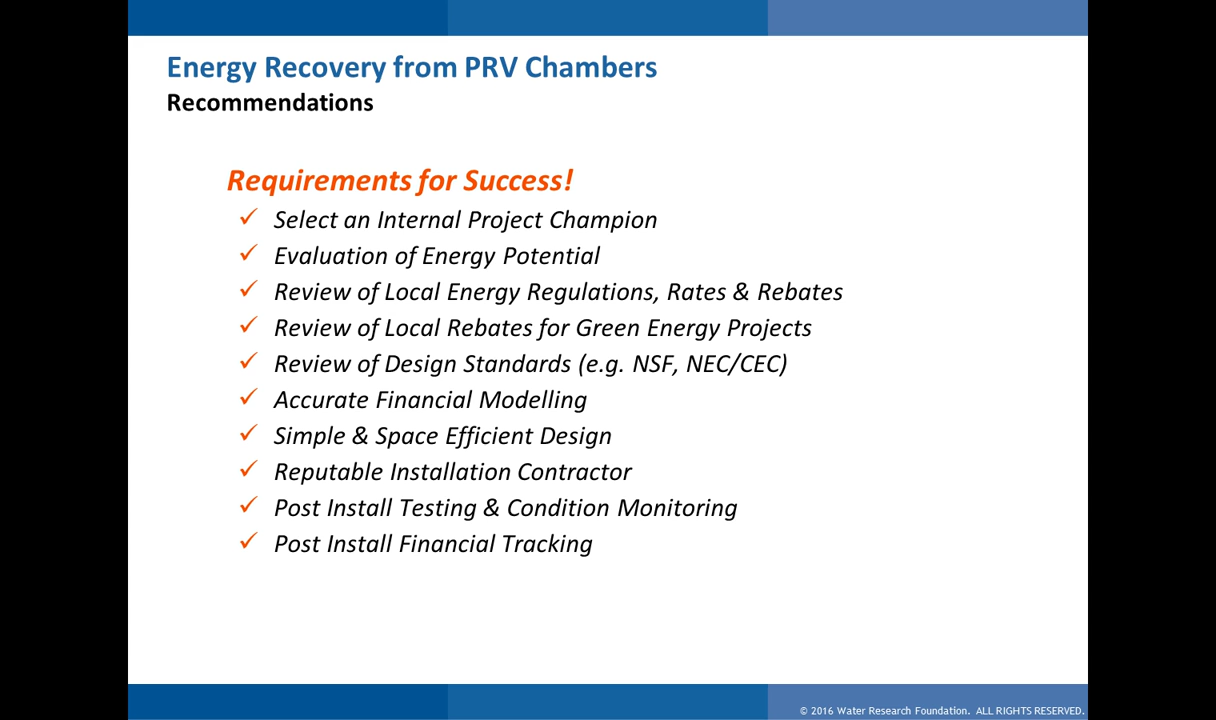 Energy Recovery from PRV Chambers
Recommendations
Requirements for Success!
✓ Select an Internal Project Champion
✓ Evaluation of Energy Potential
✓ Review of Local Energy Regulations, Rates & Rebates
✓ Review of Local Rebates for Green Energy Projects
✓ Review of Design Standards (e.g. NSF, NEC/CEC)
✓ Accurate Financial Modelling
✓ Simple & Space Efficient Design
✓ Reputable Installation Contractor
✓ Post Install Testing & Condition Monitoring
✓ Post Install Financial Tracking
© 2016 Water Research Foundation. ALL RIGHTS RESERVED.